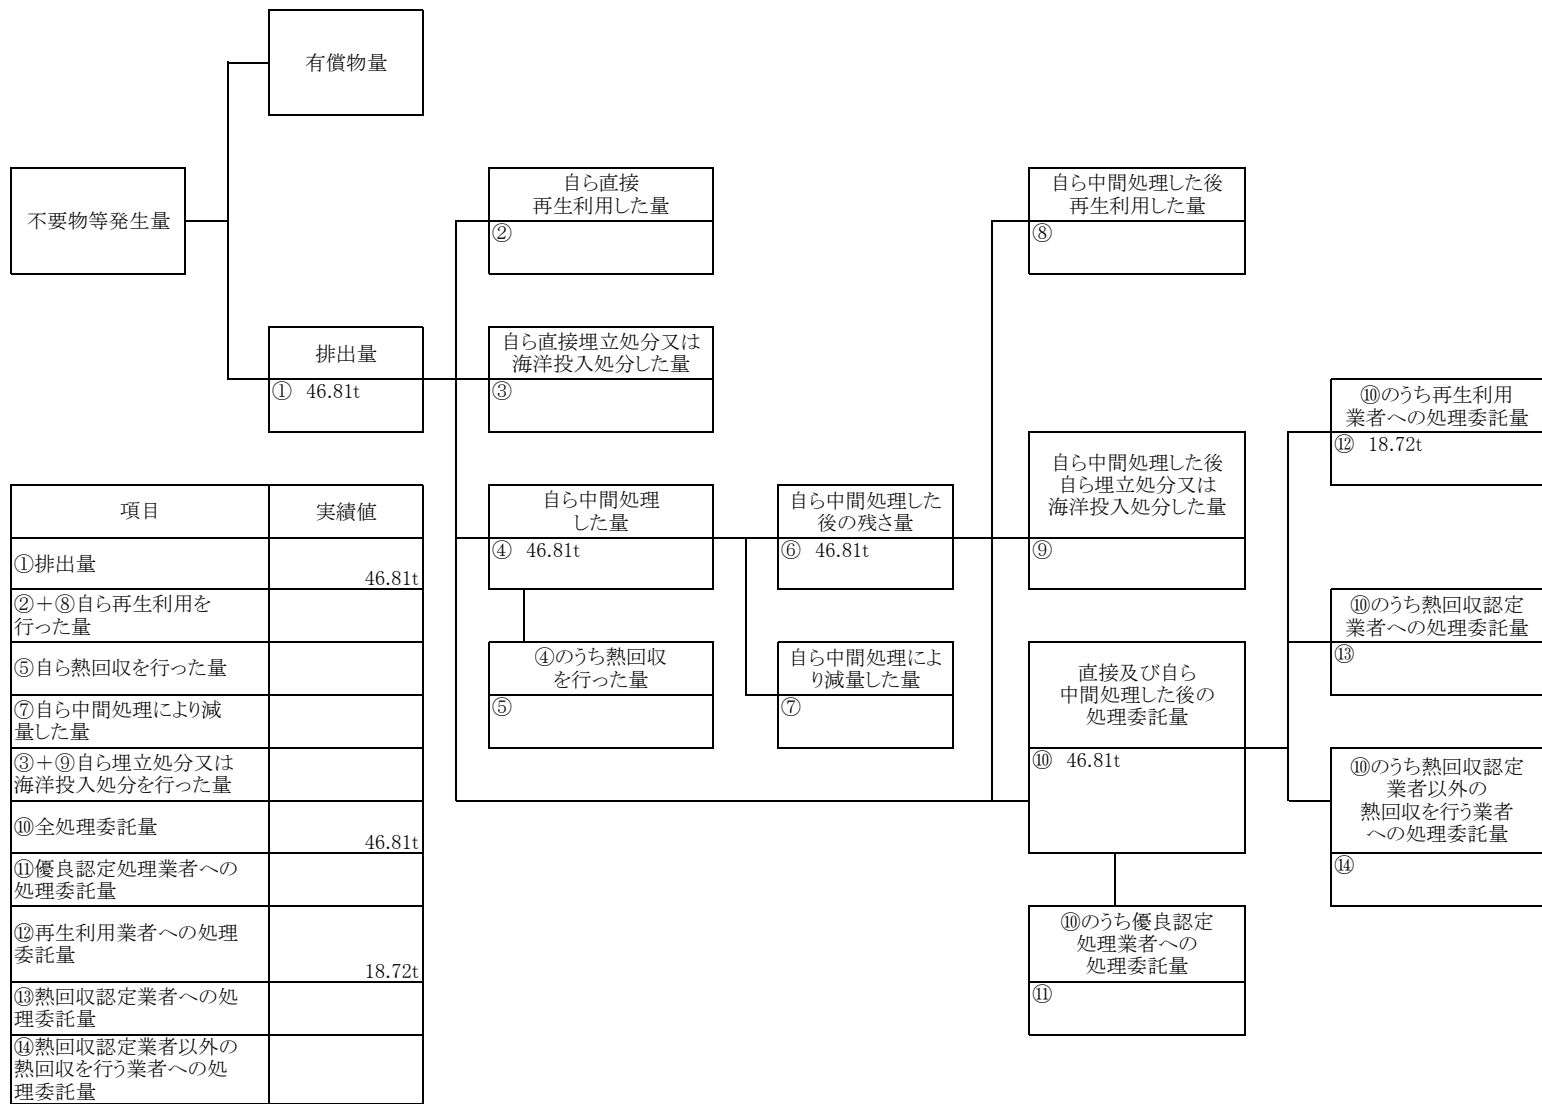 有償物量
不要物等発生量
自ら直接
再生利用した量
②
自ら中間処理した後
再生利用した量
⑧
排出量
① 46.81t
自ら直接埋立処分又は
海洋投入処分した量
③
⑩のうち再生利用
業者への処理委託量
⑫ 18.72t
自ら中間処理した後
自ら埋立処分又は
海洋投入処分した量
⑨
自ら中間処理
した量
④ 46.81t
自ら中間処理した
後の残さ量
⑥ 46.81t
⑩のうち熱回収認定
業者への処理委託量
⑬
④のうち熱回収
を行った量
⑤
自ら中間処理によ
り減量した量
⑦
直接及び自ら
中間処理した後の
処理委託量
⑩ 46.81t
⑩のうち熱回収認定
業者以外の
熱回収を行う業者
への処理委託量
⑭
⑩のうち優良認定
処理業者への
処理委託量
⑪
項目 実績値
①排出量 46.81t
②+⑧自ら再生利用を
行った量
⑤自ら熱回収を行った量
⑦自ら中間処理により減
量した量
③+⑨自ら埋立処分又は
海洋投入処分を行った量
⑩全処理委託量 46.81t
⑪優良認定処理業者への
処理委託量
⑫再生利用業者への処理
委託量 18.72t
⑬熱回収認定業者への処
理委託量
⑭熱回収認定業者以外の
熱回収を行う業者への処
理委託量